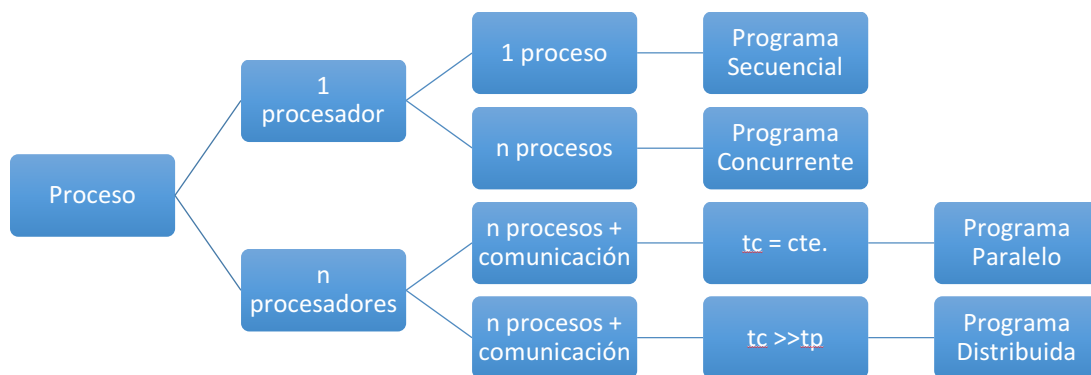 Proceso
1
procesador
1 proceso
Programa
Secuencial
n procesos
Programa
Concurrente
n
procesadores
n procesos +
comunicación
tc = cte.
Programa
Paralelo
n procesos +
comunicación
tc >>tp
Programa
Distribuida